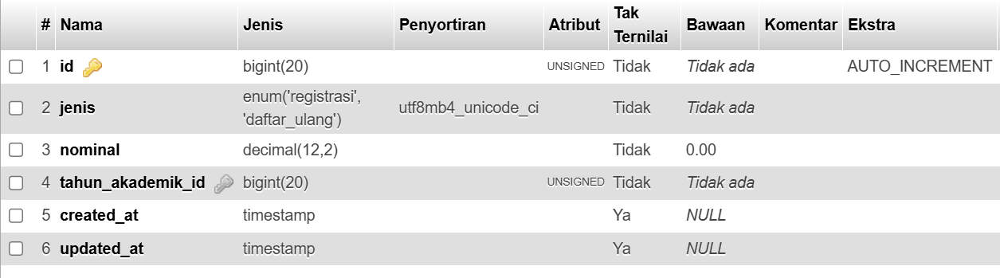 # Nama Jenis Penyortiran Atribut Tak Ternilai Bawaan Komentar Ekstra
1 id bigint(20) UNSIGNED Tidak Tidak ada AUTO_INCREMENT
2 jenis enum('registrasi', 'daftar_ulang') utf8mb4_unicode_ci Tidak Tidak ada
3 nominal decimal(12,2) Tidak 0.00
4 tahun_akademik_id bigint(20) UNSIGNED Tidak Tidak ada
5 created_at timestamp Ya NULL
6 updated_at timestamp Ya NULL